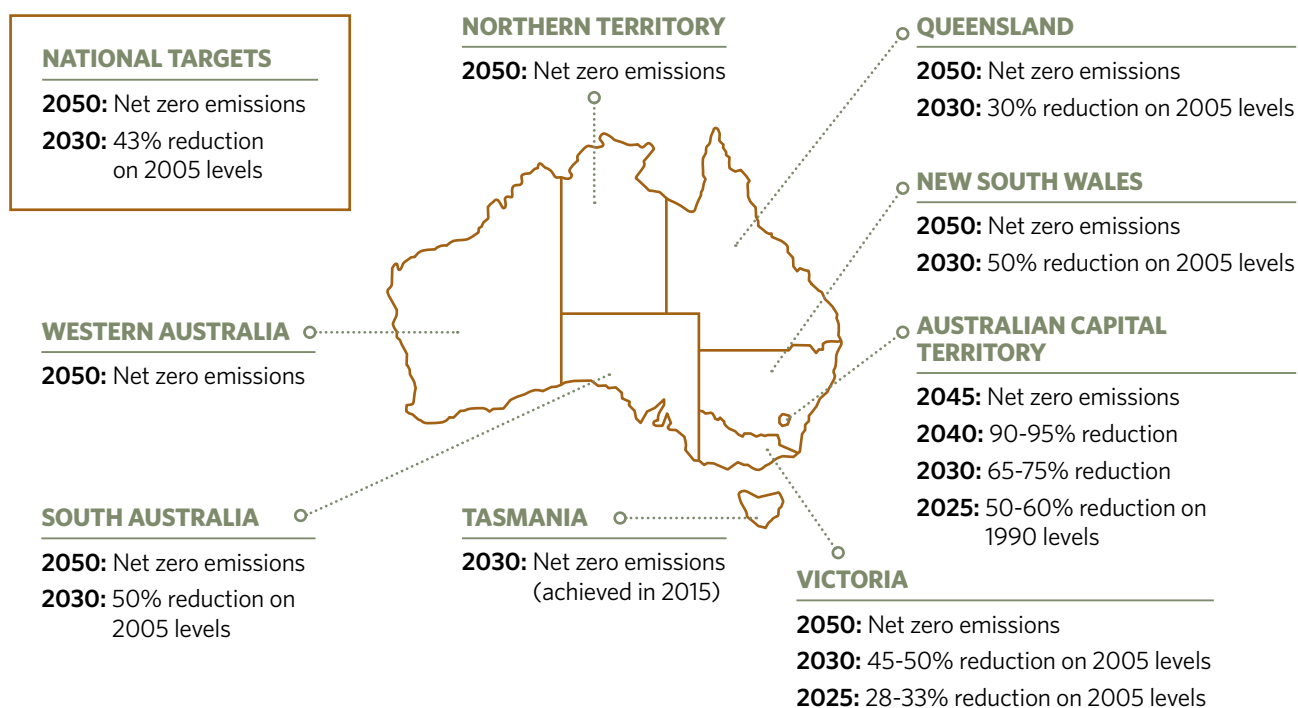 NATIONAL TARGETS
2050: Net zero emissions
2030: 43% reduction
on 2005 levels
NORTHERN TERRITORY
2050: Net zero emissions
QUEENSLAND
2050: Net zero emissions
2030: 30% reduction on 2005 levels
NEW SOUTH WALES
2050: Net zero emissions
2030: 50% reduction on 2005 levels
WESTERN AUSTRALIA
2050: Net zero emissions
AUSTRALIAN CAPITAL
TERRITORY
2045: Net zero emissions
2040: 90-95% reduction
2030: 65-75% reduction
2025: 50-60% reduction on
1990 levels
SOUTH AUSTRALIA
2050: Net zero emissions
2030: 50% reduction on
2005 levels
TASMANIA
2030: Net zero emissions
(achieved in 2015)
VICTORIA
2050: Net zero emissions
2030: 45-50% reduction on 2005 levels
2025: 28-33% reduction on 2005 levels